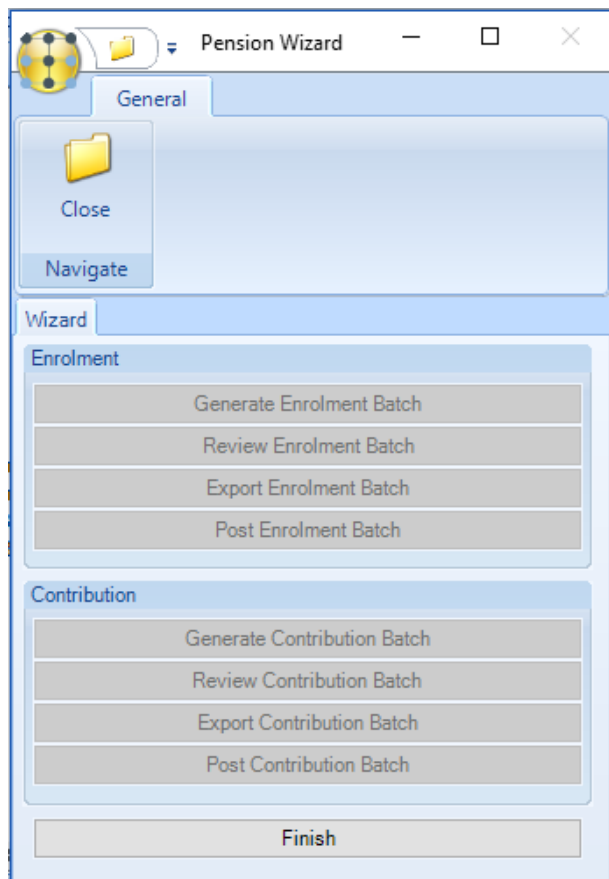 Pension Wizard
General
Close
Navigate
Wizard
Enrolment
Generate Enrolment Batch
Review Enrolment Batch
Export Enrolment Batch
Post Enrolment Batch
Contribution
Generate Contribution Batch
Review Contribution Batch
Export Contribution Batch
Post Contribution Batch
Finish